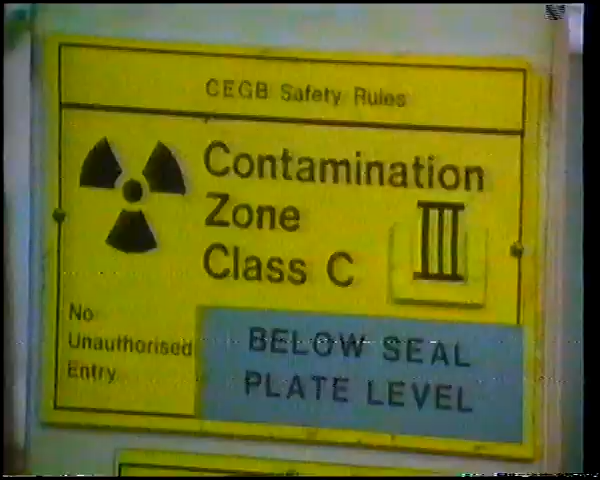 CEGB Safety Rules
Contamination
Zone
Class C
III
No
Unauthorised
Entry
BELOW SEAL
PLATE LEVEL